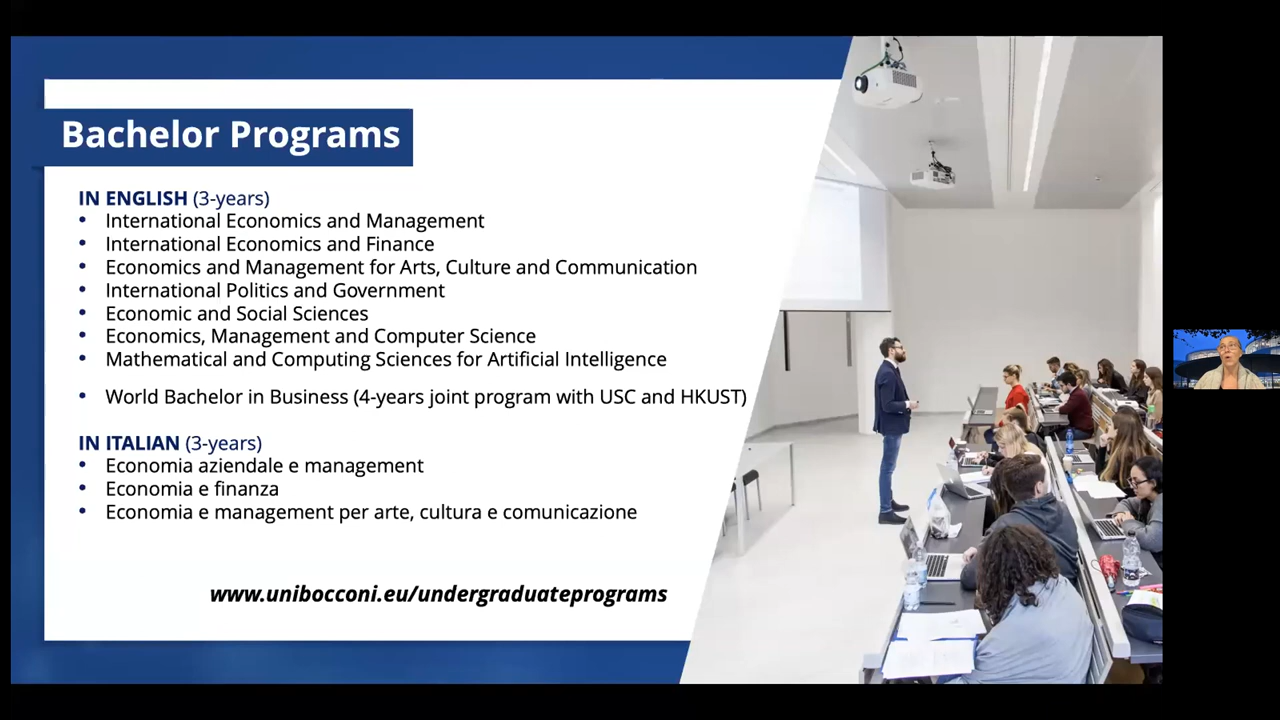 Bachelor Programs
IN ENGLISH (3-years)
• International Economics and Management
• International Economics and Finance
• Economics and Management for Arts, Culture and Communication
• International Politics and Government
• Economic and Social Sciences
• Economics, Management and Computer Science
• Mathematical and Computing Sciences for Artificial Intelligence
• World Bachelor in Business (4-years joint program with USC and HKUST)
IN ITALIAN (3-years)
• Economia aziendale e management
• Economia e finanza
• Economia e management per arte, cultura e comunicazione
www.unibocconi.eu/undergraduateprograms